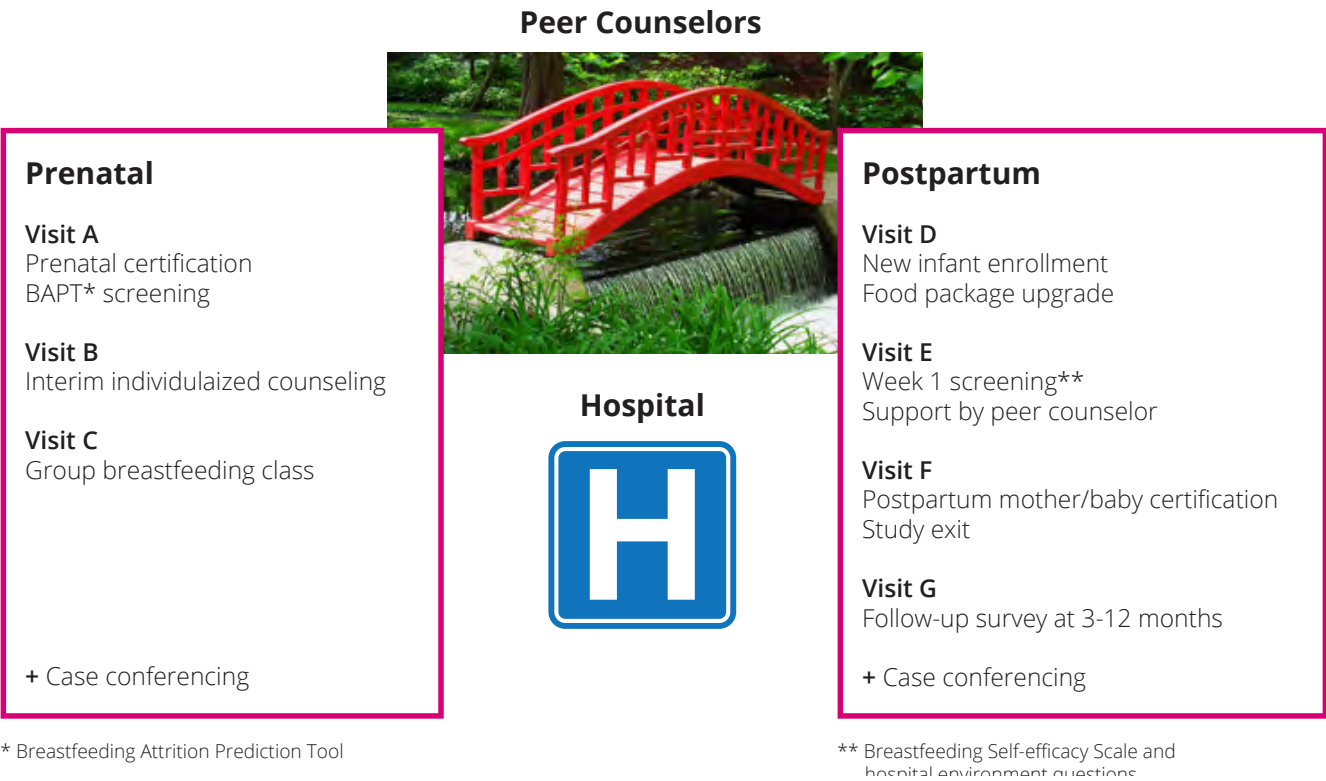 Peer Counselors
Prenatal
Visit A
Prenatal certification
BAPT* screening
Visit B
Interim individulaized counseling
Visit C
Group breastfeeding class
+ Case conferencing
* Breastfeeding Attrition Prediction Tool
Hospital
H
Postpartum
Visit D
New infant enrollment
Food package upgrade
Visit E
Week 1 screening**
Support by peer counselor
Visit F
Postpartum mother/baby certification
Study exit
Visit G
Follow-up survey at 3-12 months
+ Case conferencing
** Breastfeeding Self-efficacy Scale and
hospital environment questions